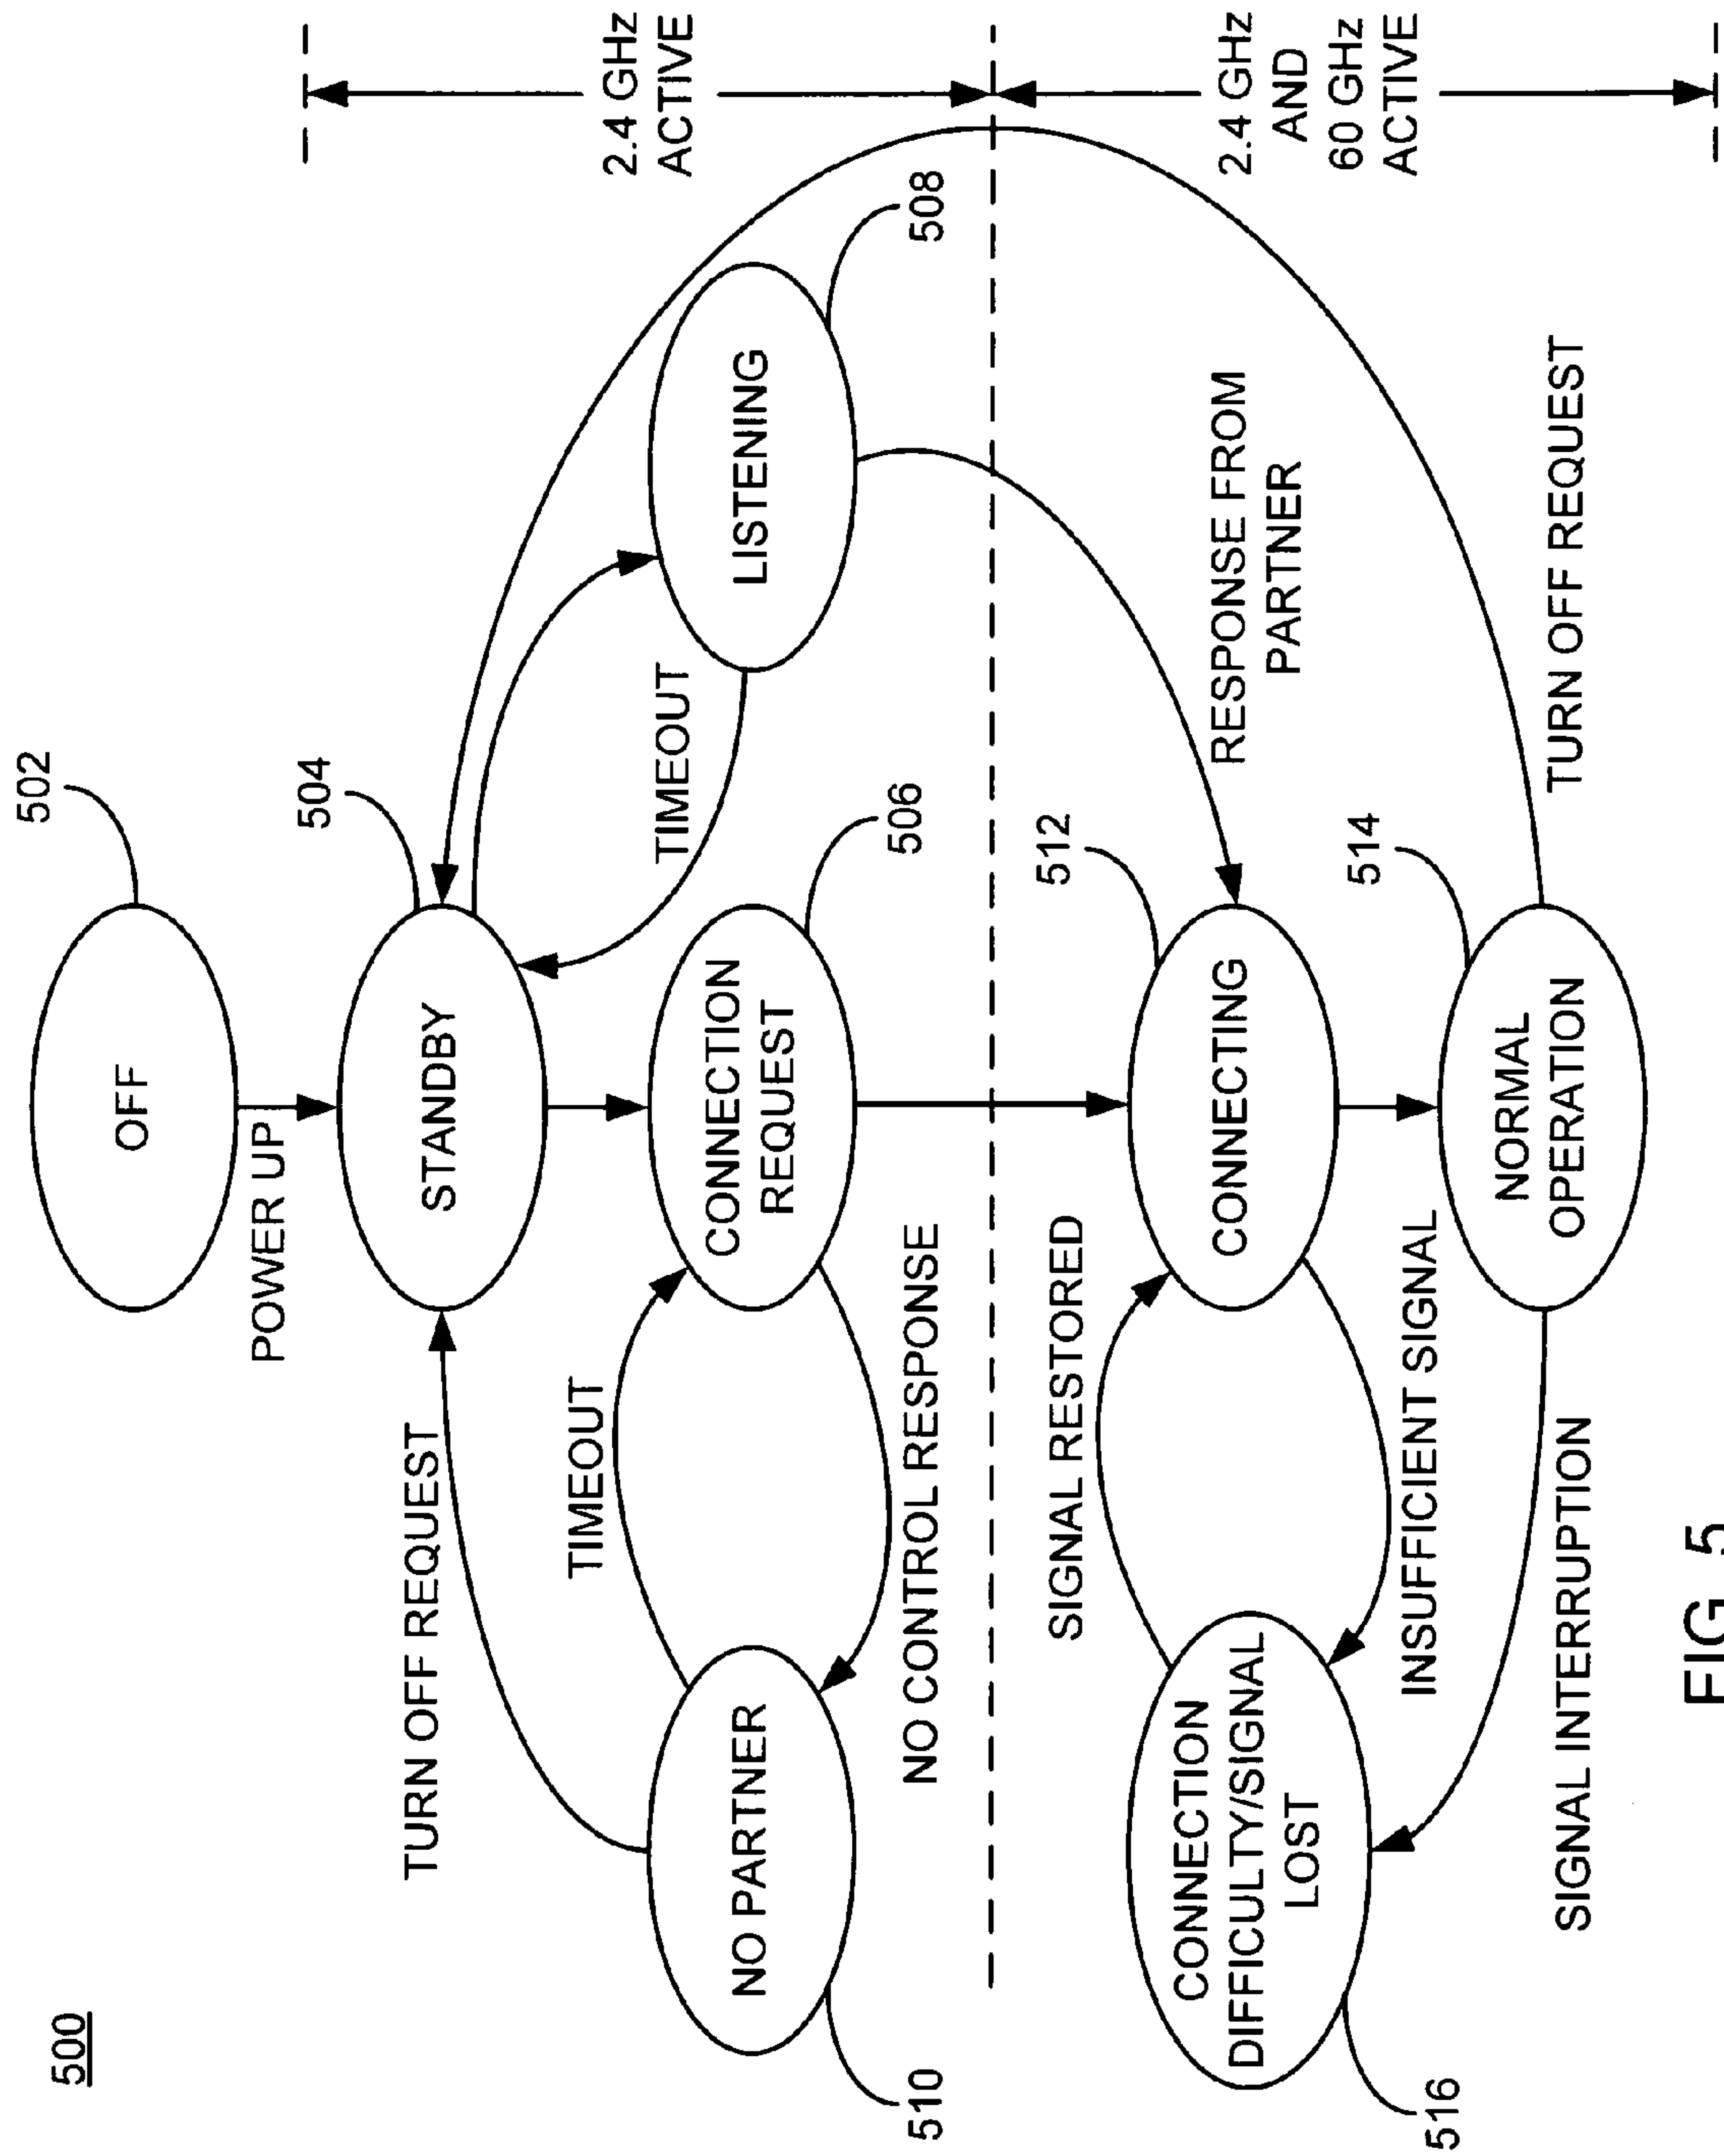 500
502
OFF
POWER UP
504
STANDBY
2.4 GHz
ACTIVE
TURN OFF REQUEST
TIMEOUT
TIMEOUT
508
NO PARTNER
CONNECTION
REQUEST
LISTENING
510
506
NO CONTROL RESPONSE
SIGNAL RESTORED
512
RESPONSE FROM
PARTNER
2.4 GHz
AND
60 GHz
ACTIVE
CONNECTION
DIFFICULTY/SIGNAL
LOST
CONNECTING
516
INSUFFICIENT SIGNAL
514
NORMAL
OPERATION
SIGNAL INTERRUPTION
TURN OFF REQUEST
FIG. 5